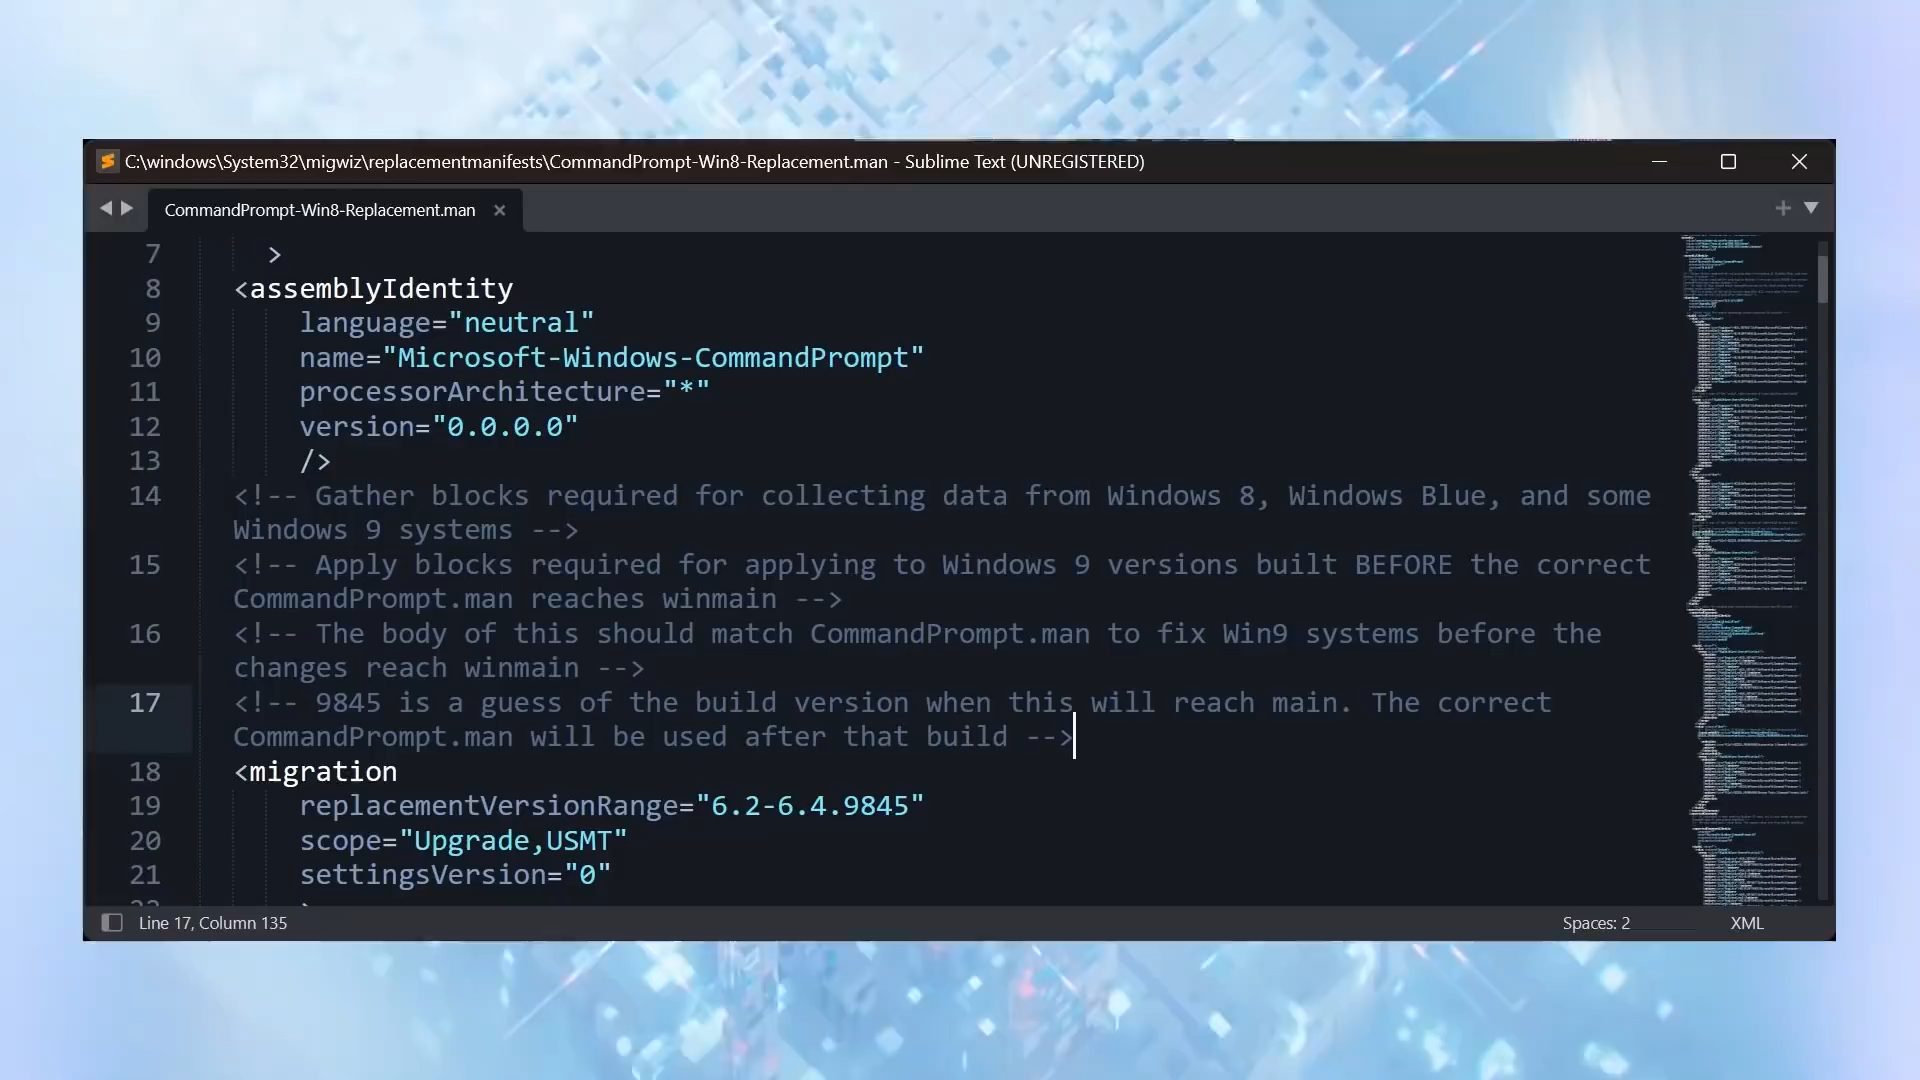 C:\windows\System32\migwiz\replacementmanifests\CommandPrompt-Win8-Replacement.man - Sublime Text (UNREGISTERED)
CommandPrompt-Win8-Replacement.man
7 >
8 <assemblyIdentity
9 language="neutral"
10 name="Microsoft-Windows-CommandPrompt"
11 processorArchitecture="*"
12 version="0.0.0.0"
13 />
14 <!-- Gather blocks required for collecting data from Windows 8, Windows Blue, and some
Windows 9 systems -->
15 <!-- Apply blocks required for applying to Windows 9 versions built BEFORE the correct
CommandPrompt.man reaches winmain -->
16 <!-- The body of this should match CommandPrompt.man to fix Win9 systems before the
changes reach winmain -->
17 <!-- 9845 is a guess of the build version when this will reach main. The correct
CommandPrompt.man will be used after that build -->
18 <migration
19 replacementVersionRange="6.2-6.4.9845"
20 scope="Upgrade,USMT"
21 settingsVersion="0"
Line 17, Column 135
Spaces: 2
XML